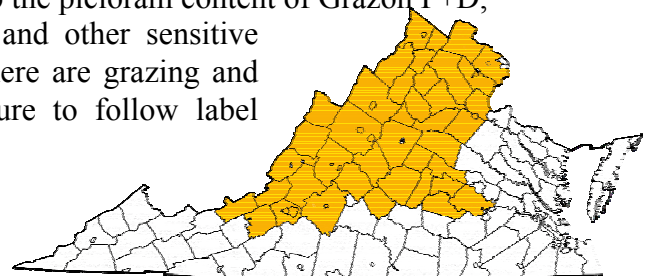 the picloram content of Grazon P+D,
and other sensitive
ere are grazing and
ure to follow label